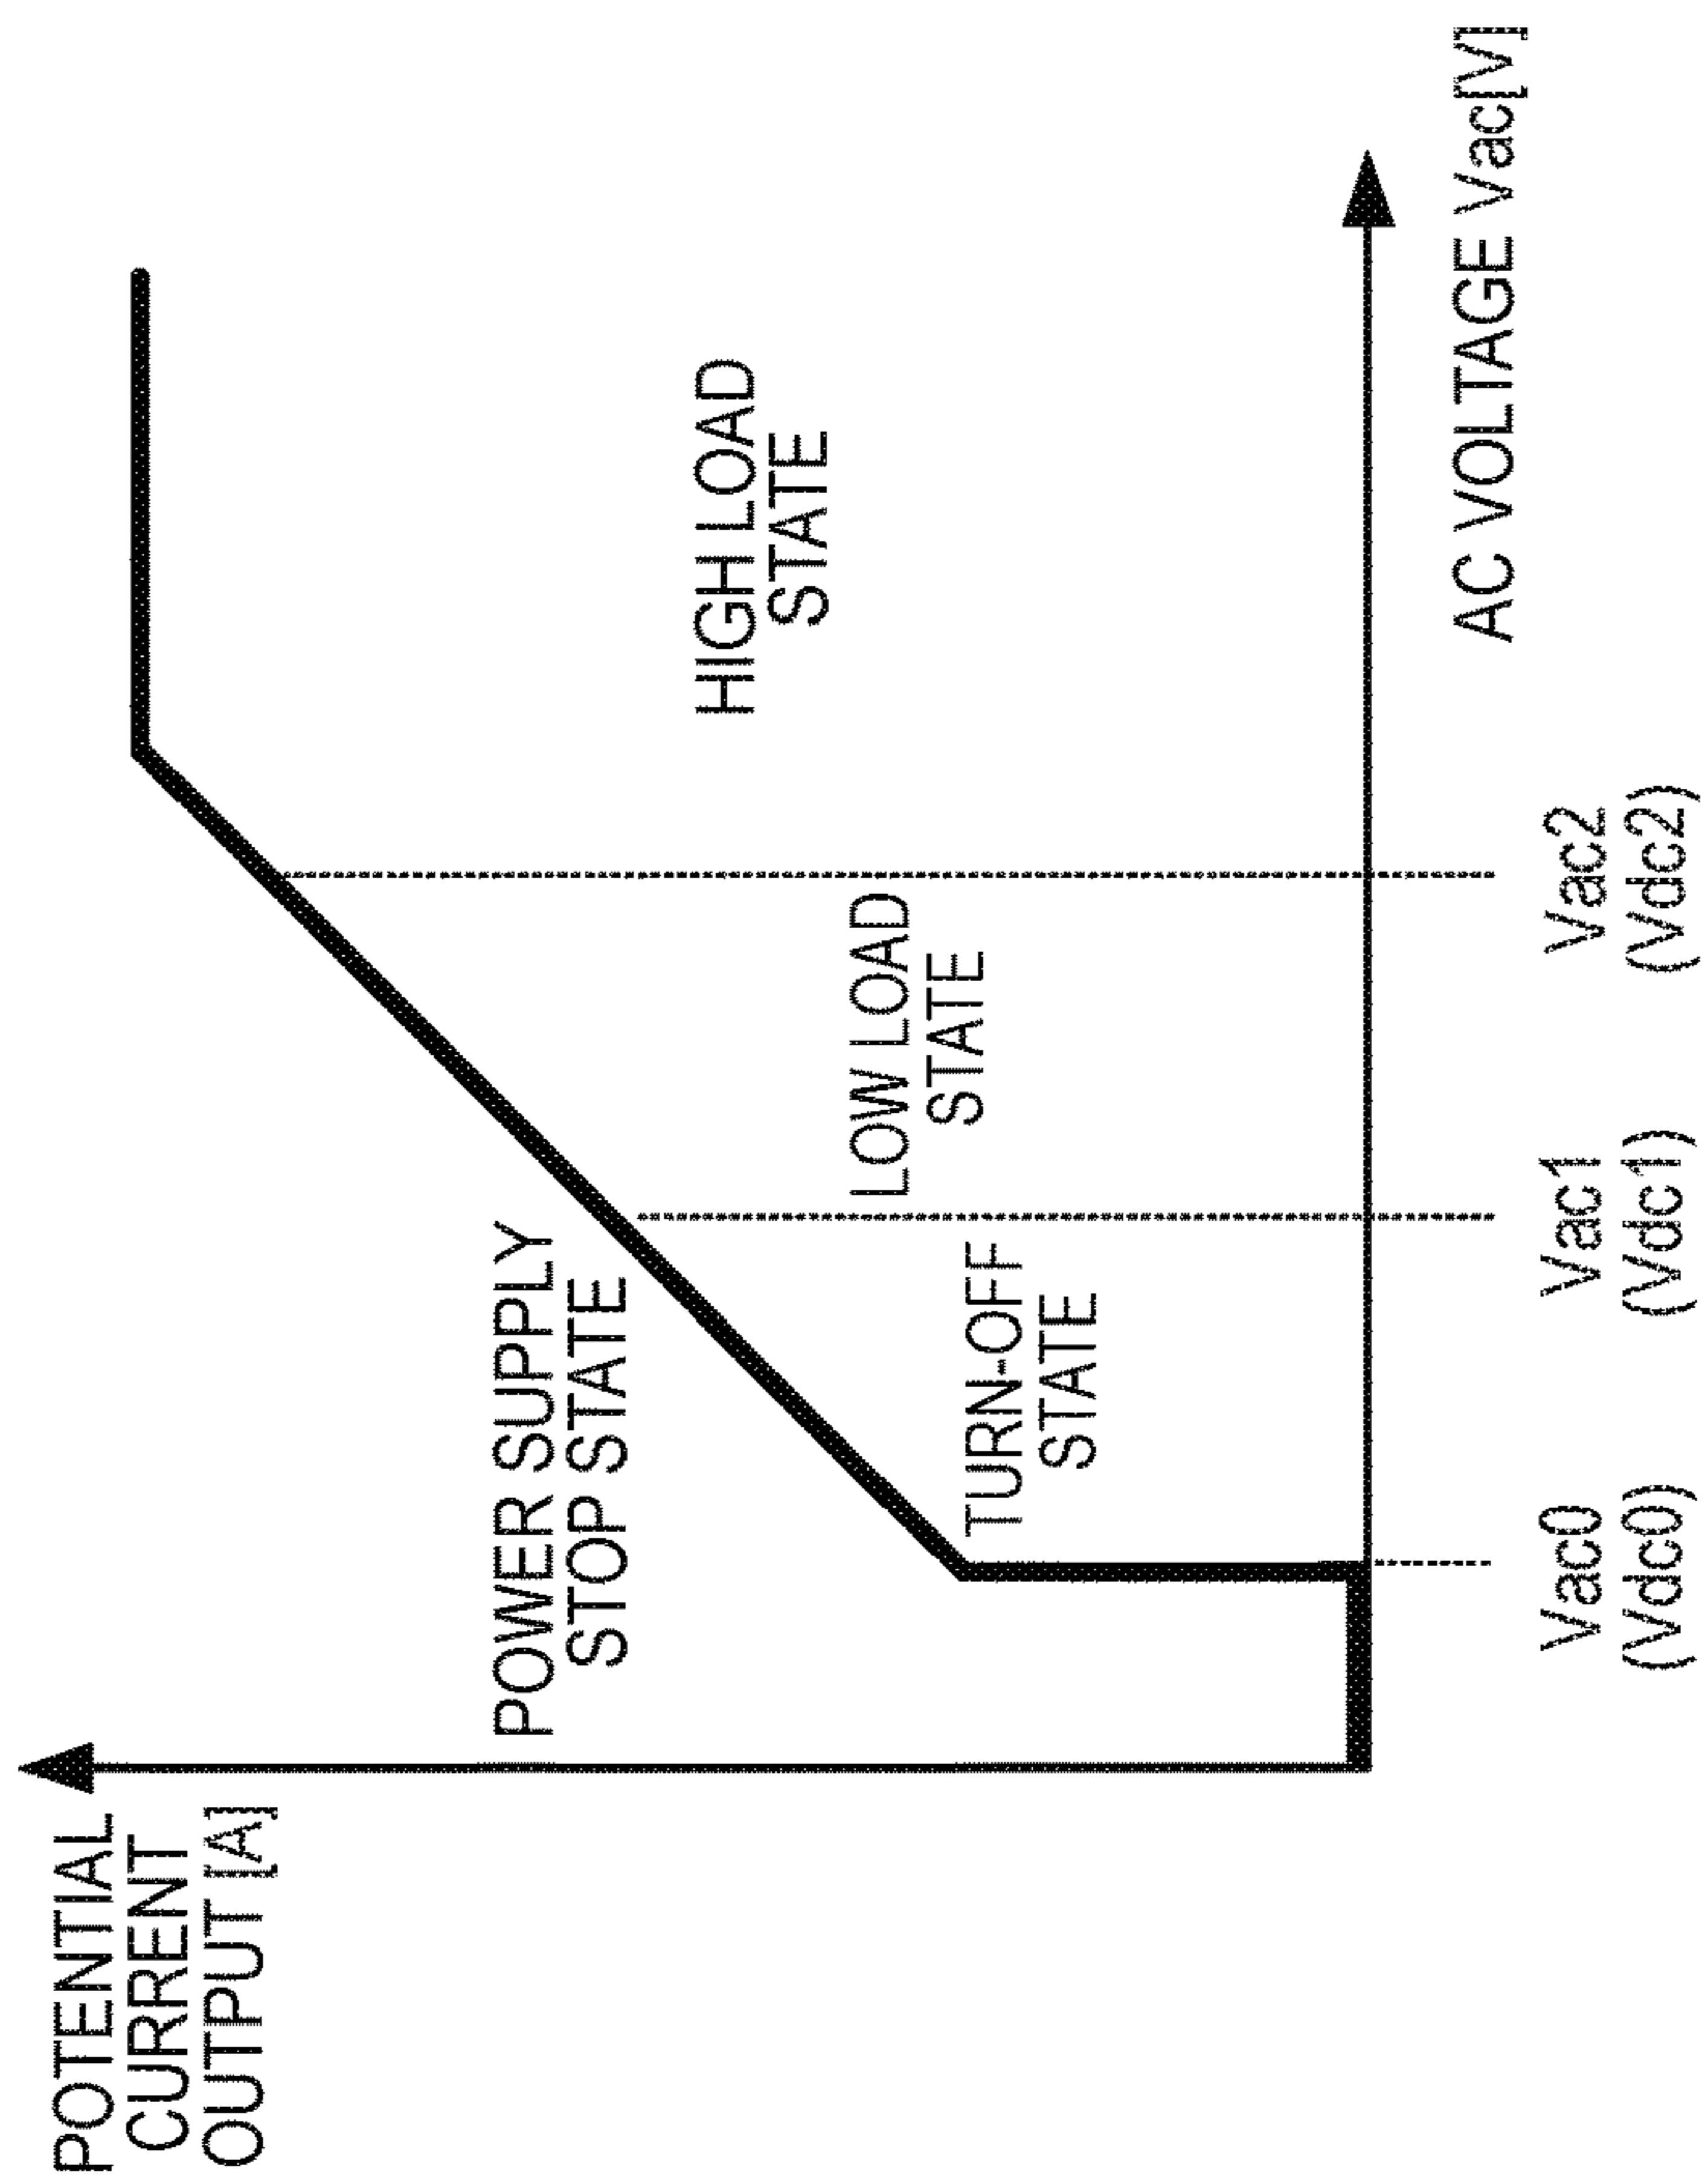 POTENTIAL
CURRENT
OUTPUT [A]
POWER SUPPLY
STOP STATE
HIGH LOAD
STATE
LOW LOAD
STATE
TURN-OFF
STATE
AC VOLTAGE Vac[V]
Vac0
(Vdc0)
Vac1
(Vdc1)
Vac2
(Vdc2)